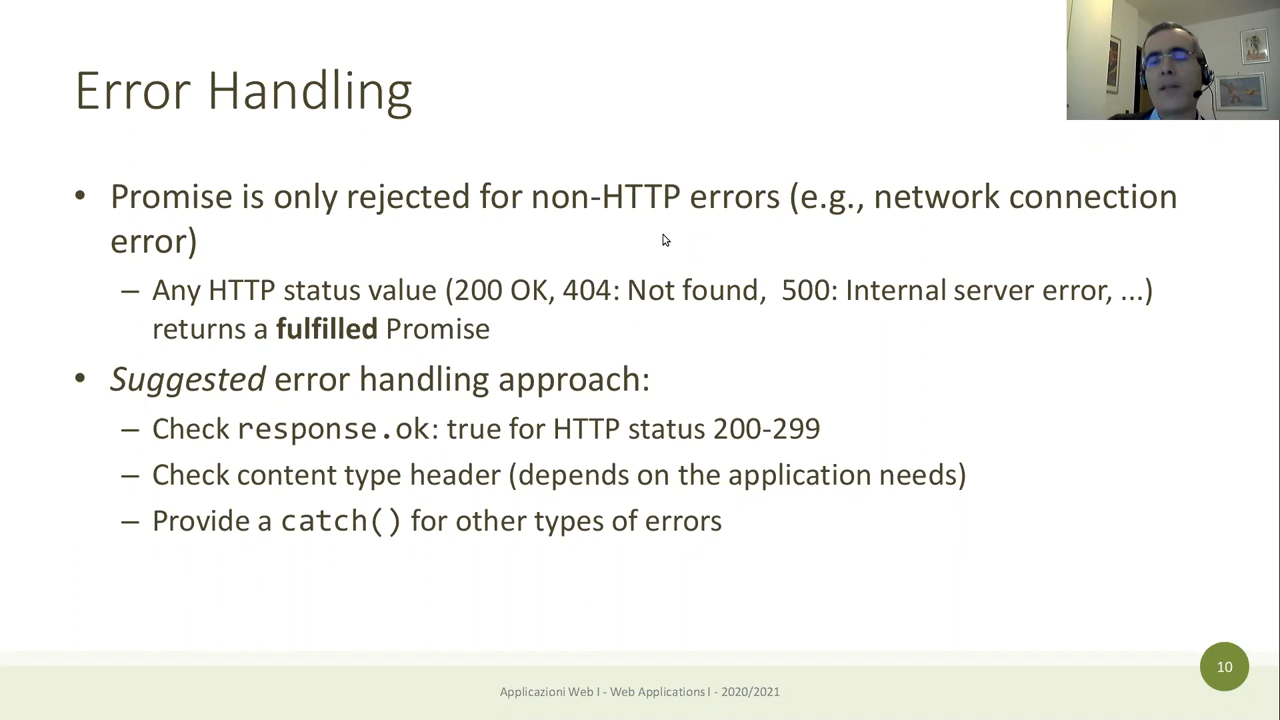 Error Handling
• Promise is only rejected for non-HTTP errors (e.g., network connection
error)
– Any HTTP status value (200 OK, 404: Not found,  500: Internal server error, ...)
returns a fulfilled Promise
• Suggested error handling approach:
– Check response.ok: true for HTTP status 200-299
– Check content type header (depends on the application needs)
– Provide a catch() for other types of errors
10
Applicazioni Web I - Web Applications I - 2020/2021